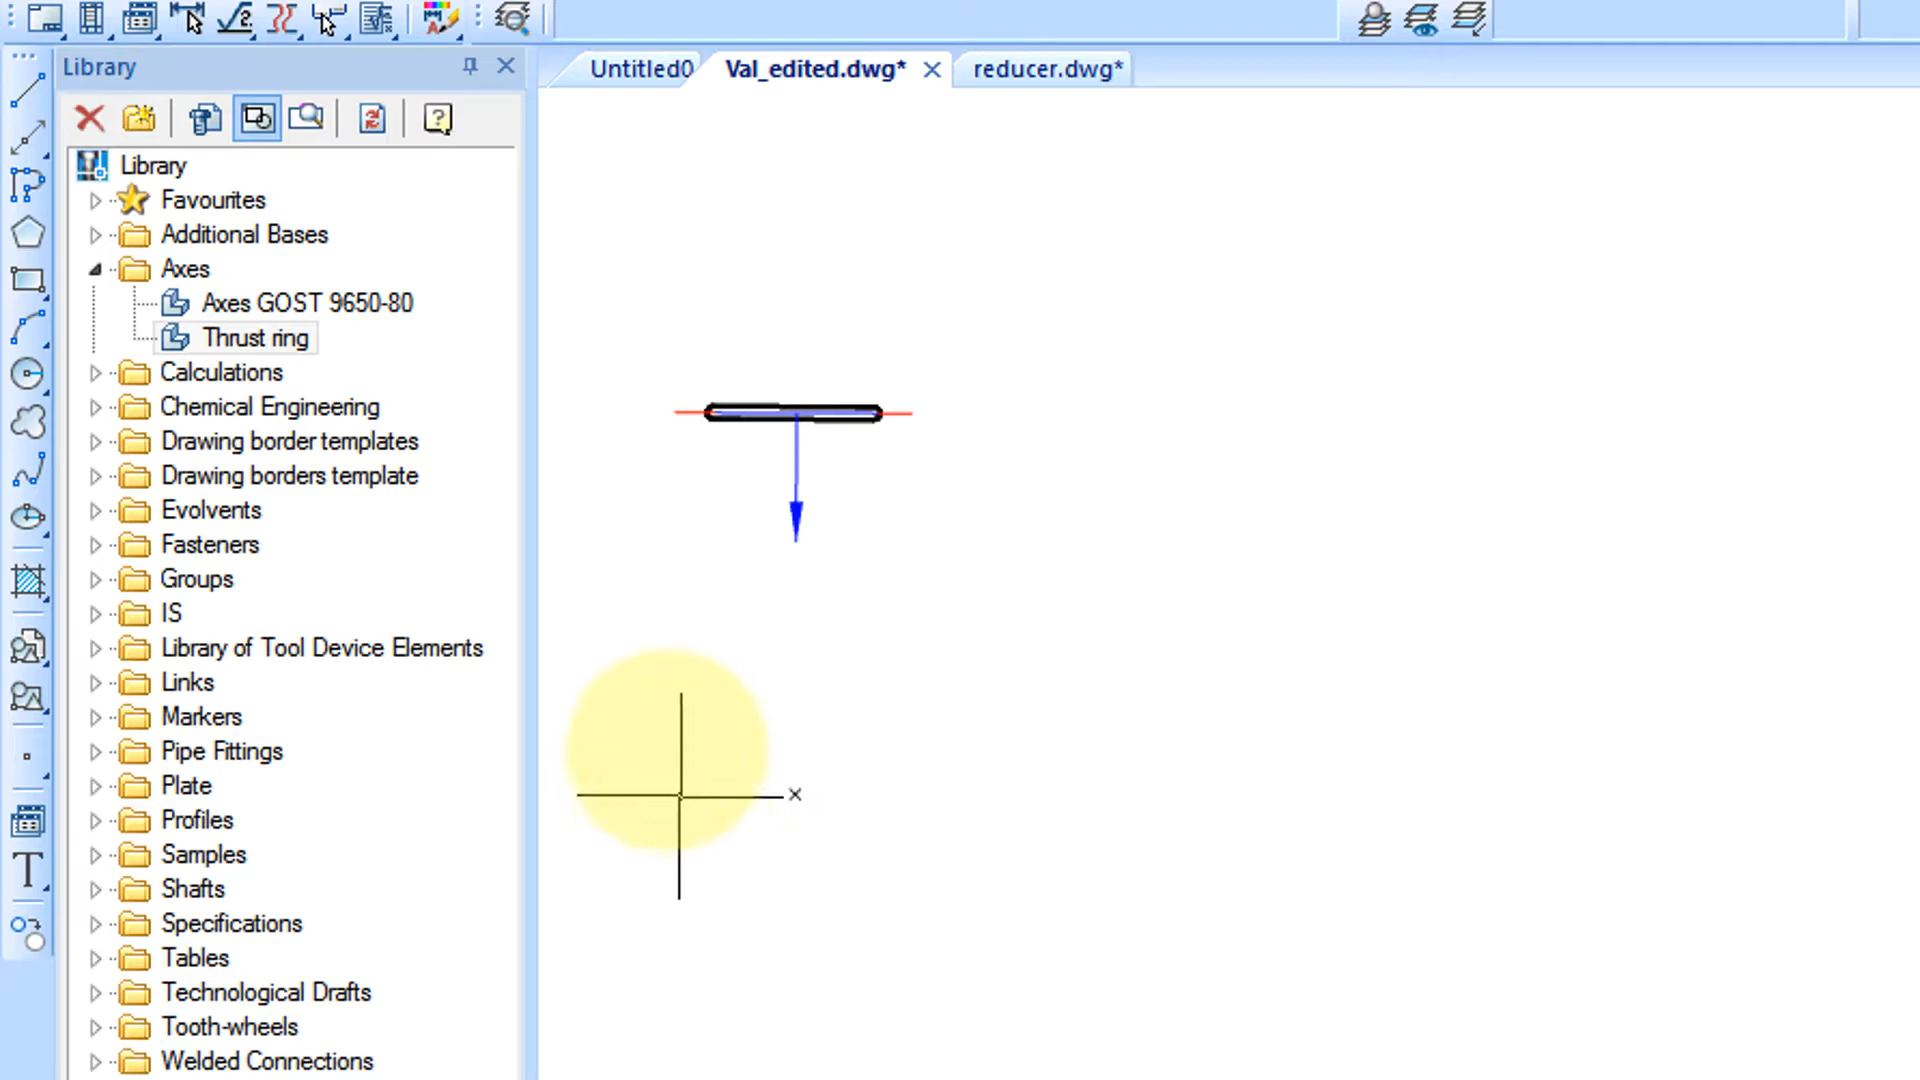 Library
Untitled0
Val_edited.dwg*
reducer.dwg*
Library
Favourites
Additional Bases
Axes
Axes GOST 9650-80
Thrust ring
Calculations
Chemical Engineering
Drawing border templates
Drawing borders template
Evolvents
Fasteners
Groups
IS
Library of Tool Device Elements
Links
Markers
Pipe Fittings
Plate
Profiles
Samples
Shafts
Specifications
Tables
Technological Drafts
Tooth-wheels
Welded Connections